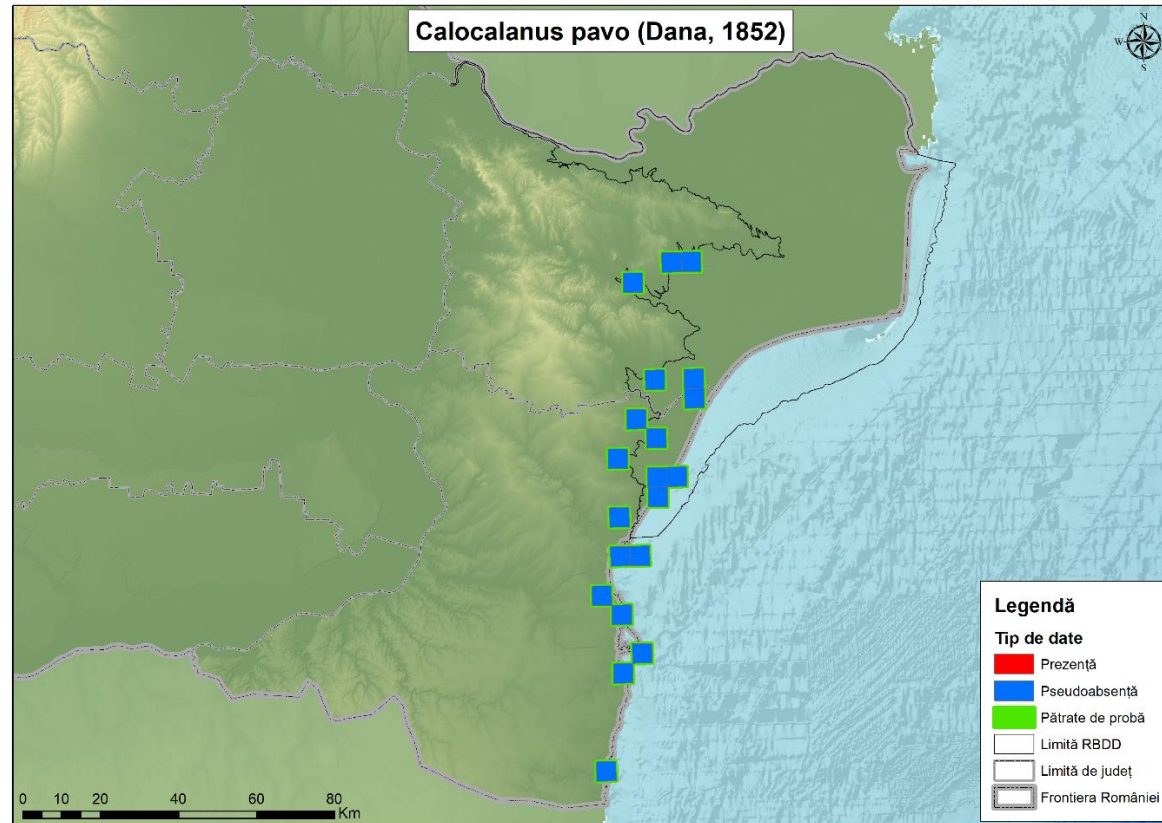 Calocalanus pavo (Dana, 1852)
N
W
S
Legendă
Tip de date
Prezență
Pseudoabsență
Pătrate de probă
Limită RBDD
Limită de județ
Frontiera României
0 10 20 40 60 80
Km